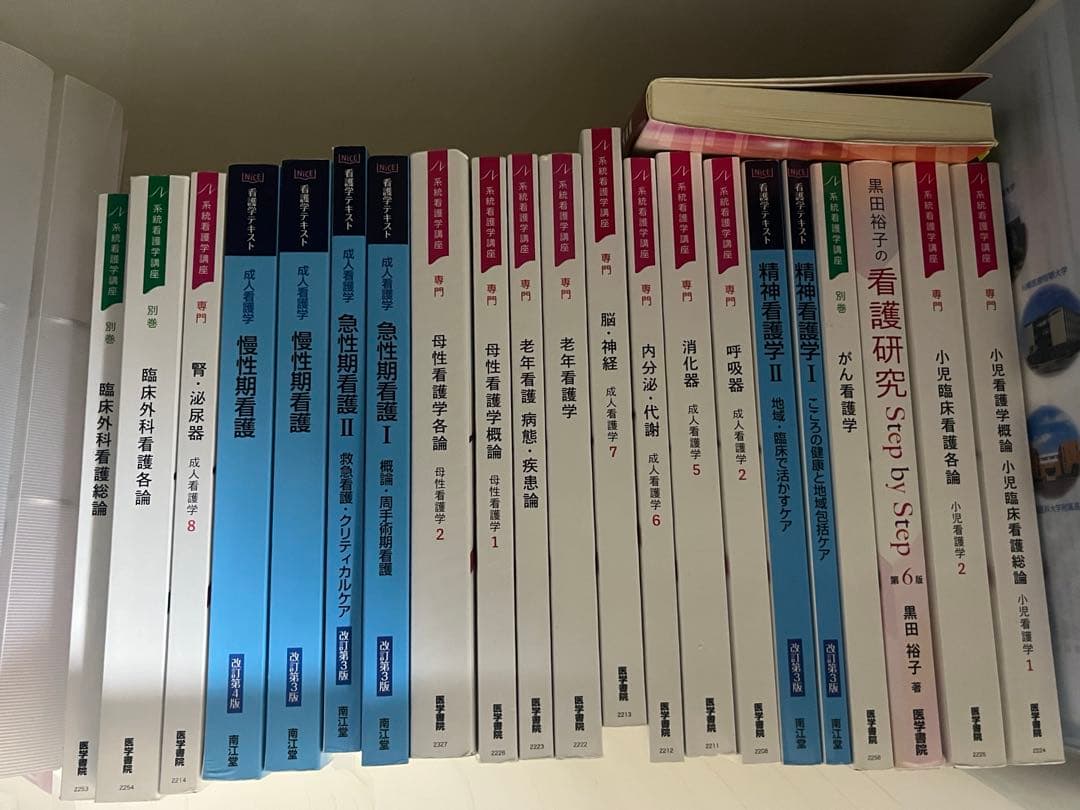 系統看護学講座 別巻 臨床外科看護総論 医学書院 2253
系統看護学講座 別巻 臨床外科看護各論 医学書院 2254
系統看護学講座 専門 腎・泌尿器 成人看護学 8 医学書院 2214
NiCE 看護学テキスト 成人看護学 慢性期看護 改訂第4版 南江堂
NiCE 看護学テキスト 成人看護学 慢性期看護 改訂第3版 南江堂
NiCE 看護学テキスト 成人看護学 急性期看護 II 救急看護・クリティカルケア 改訂第3版 南江堂
NiCE 看護学テキスト 成人看護学 急性期看護 I 概論・周手術期看護 改訂第3版 南江堂
系統看護学講座 専門 母性看護学各論 母性看護学 2 医学書院 2327
系統看護学講座 専門 母性看護学概論 母性看護学 1 医学書院 2226
系統看護学講座 専門 老年看護 病態・疾患論 医学書院 2223
系統看護学講座 専門 老年看護学 医学書院 2222
系統看護学講座 専門 脳・神経 成人看護学 7 医学書院 2213
系統看護学講座 専門 内分泌・代謝 成人看護学 6 医学書院 2212
系統看護学講座 専門 消化器 成人看護学 5 医学書院 2211
系統看護学講座 専門 呼吸器 成人看護学 2 医学書院 2208
NiCE 看護学テキスト 精神看護学 II 地域・臨床で活かすケア 改訂第3版 南江堂
NiCE 看護学テキスト 精神看護学 I こころの健康と地域包括ケア 改訂第3版 南江堂
系統看護学講座 別巻 がん看護学 医学書院 2258
黒田裕子の看護研究 Step by Step 第6版 黒田裕子 著 医学書院
系統看護学講座 専門 小児臨床看護各論 小児看護学 2 医学書院 2225
系統看護学講座 専門 小児看護学概論 小児臨床看護総論 小児看護学 1 医学書院 2224